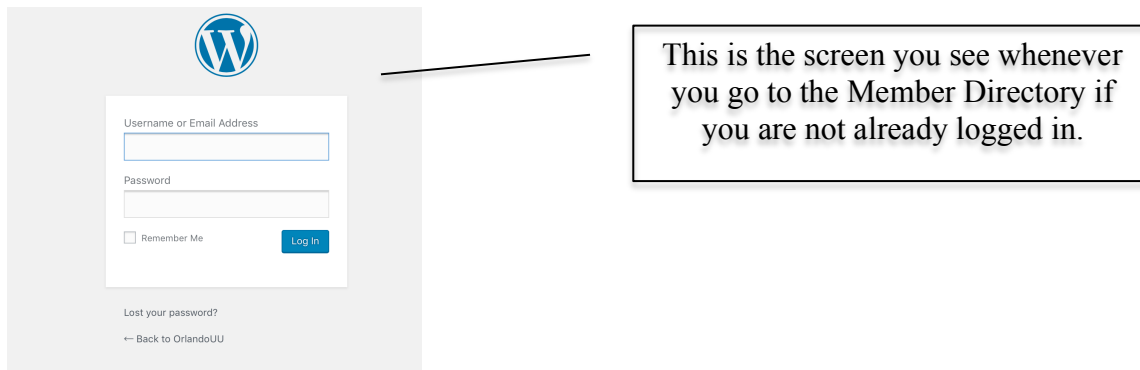 Username or Email Address
Password
Remember Me
Log In
Lost your password?
← Back to OrlandoUU
This is the screen you see whenever
you go to the Member Directory if
you are not already logged in.